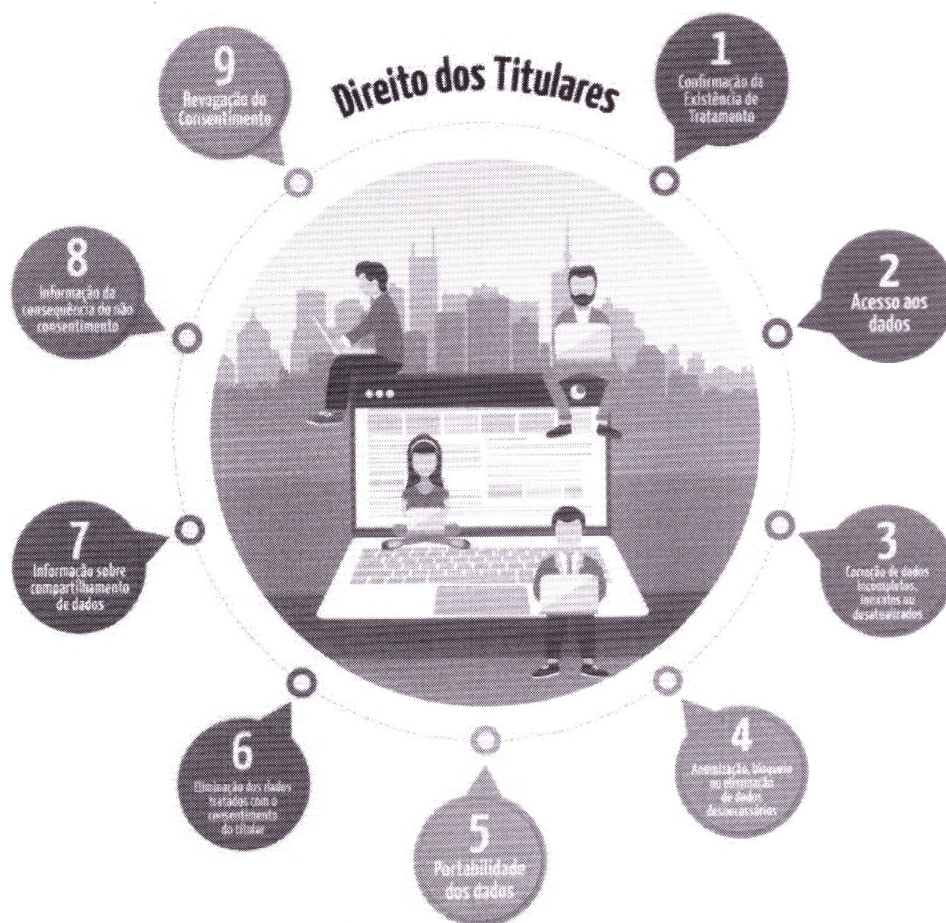 Direito dos Titulares
1
Confirmação da
Existência de
Tratamento
2
Acesso aos
dados
3
Correção de dados
incompletos,
inexatos ou
desatualizados
4
Anomização, bloqueio
ou eliminação
de dados
desnecessários
5
Portabilidade
dos dados
6
Eliminação dos dados
tratados com o
consentimento
do titular
7
Informação sobre
compartilhamento
de dados
8
Informação da
consequência do não
consentimento
9
Revogação do
Consentimento